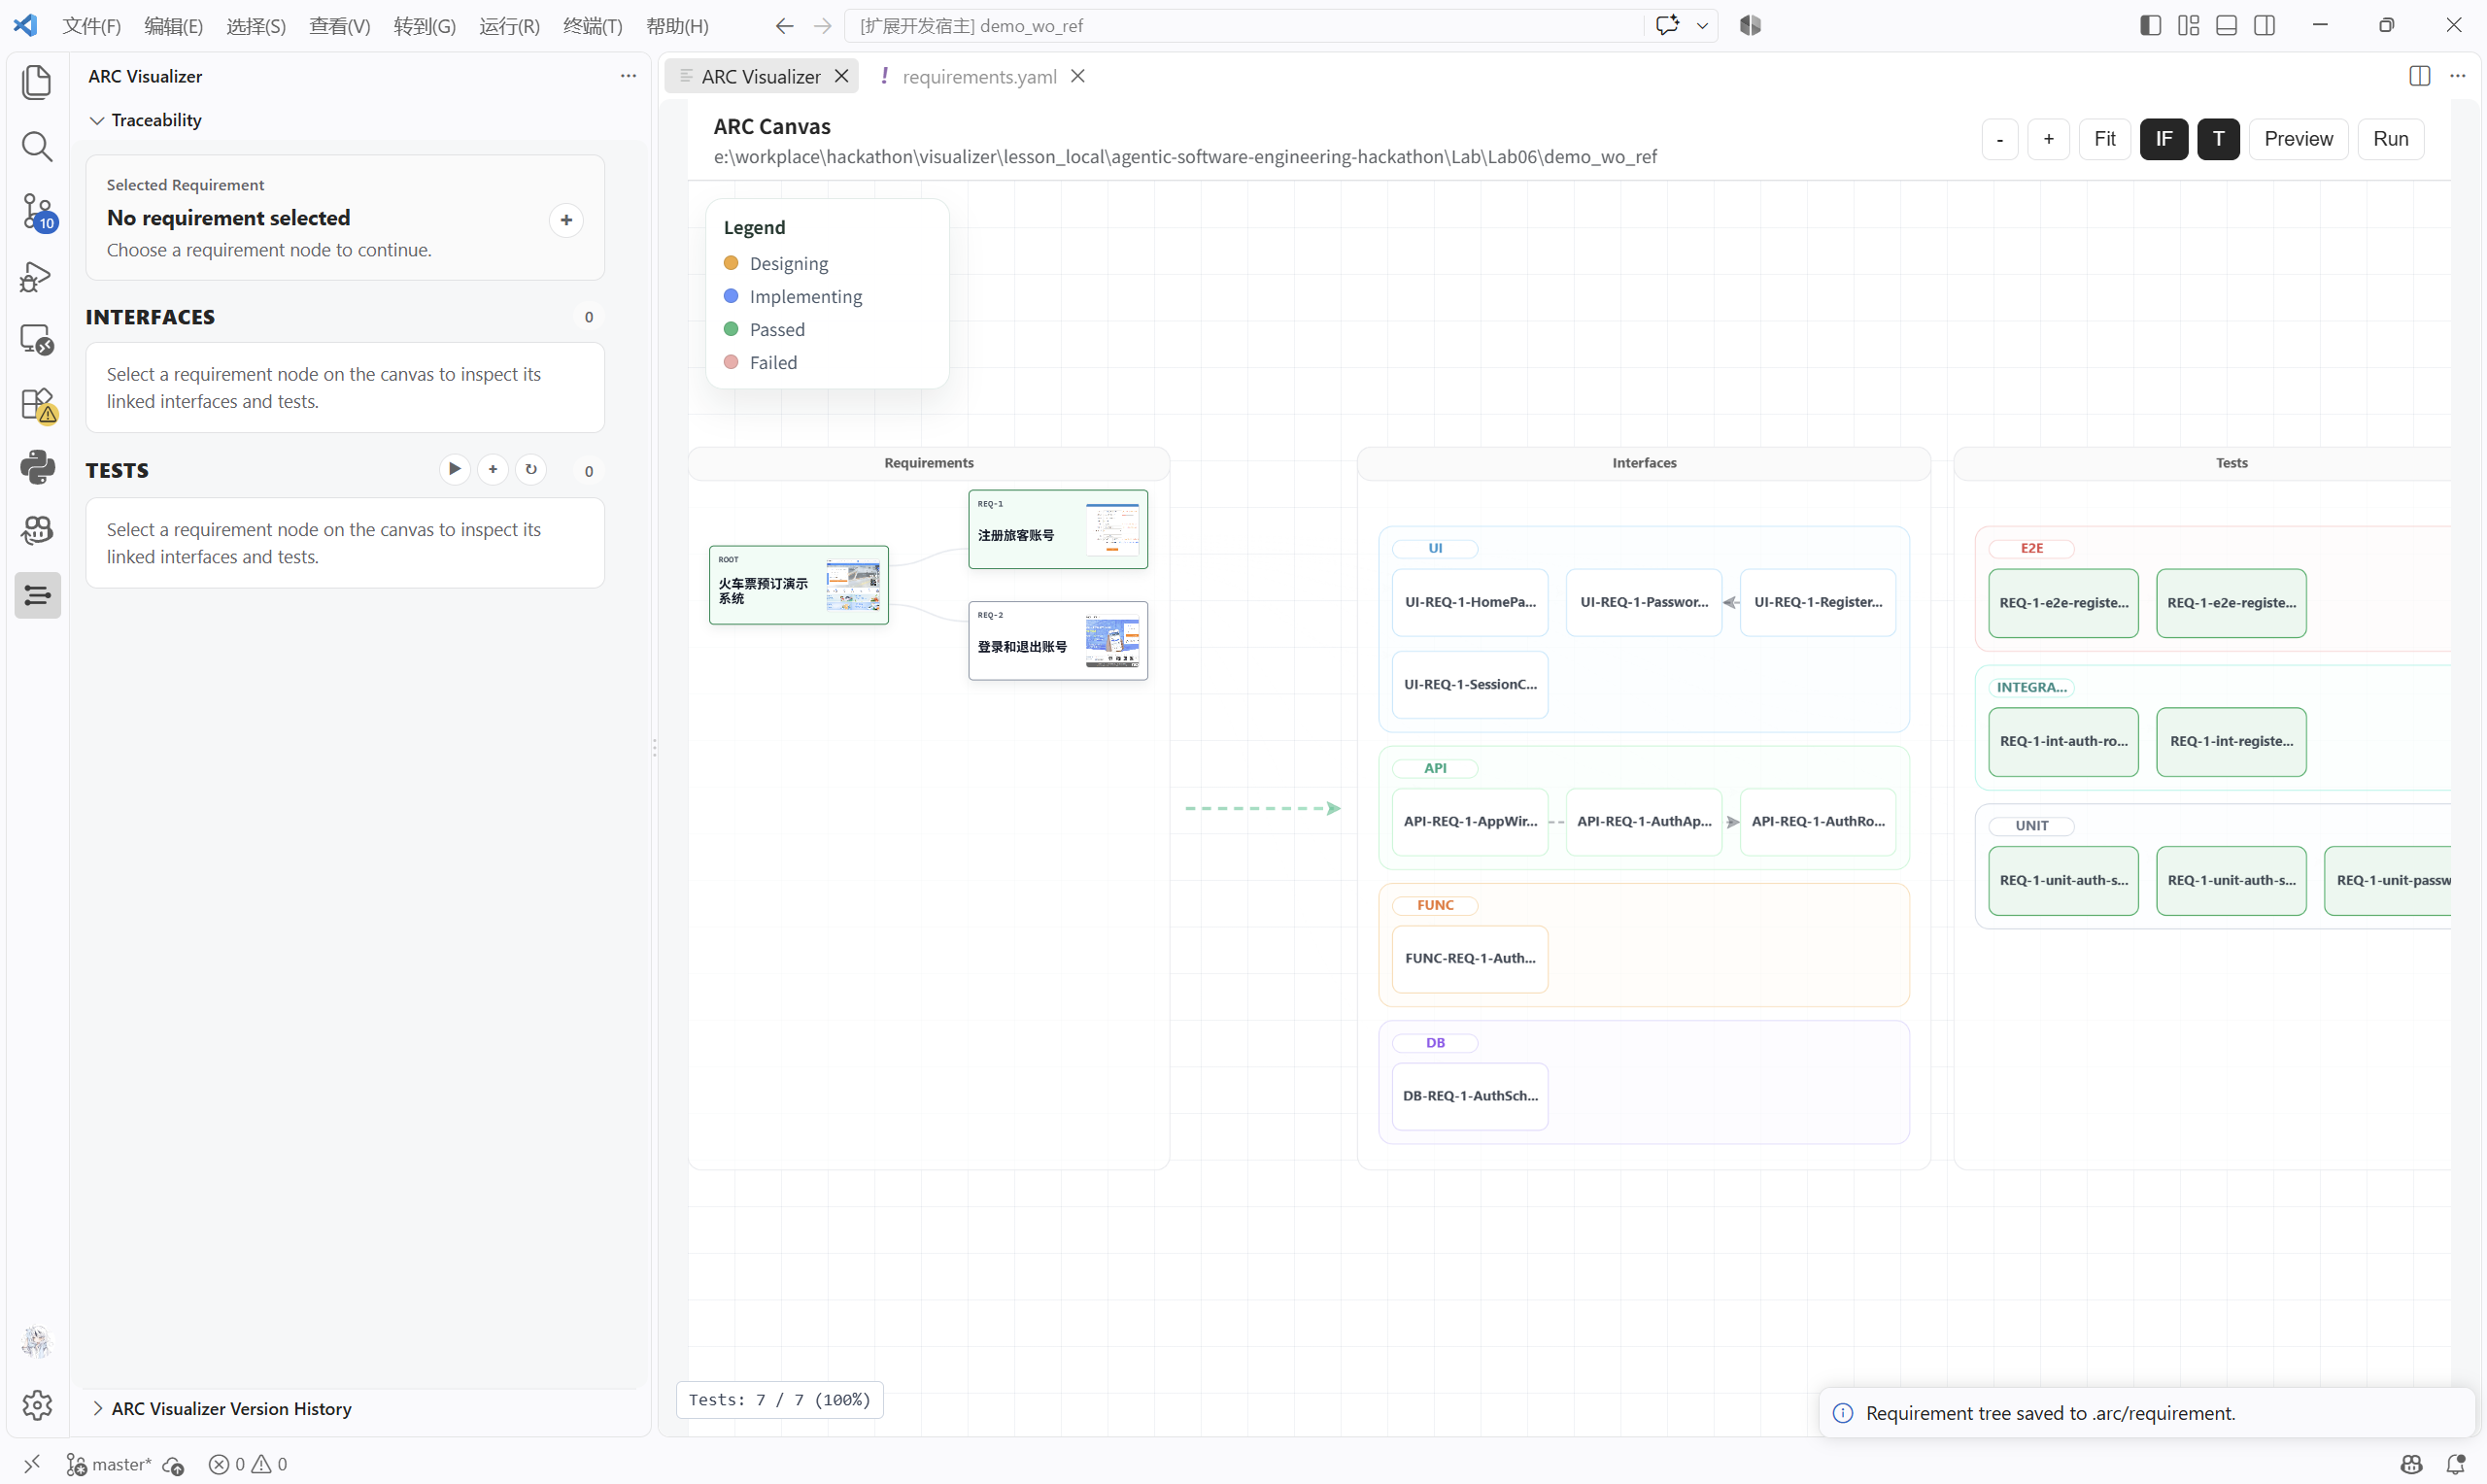 文件(F) 编辑(E) 选择(S) 查看(V) 转到(G) 运行(R) 终端(T) 帮助(H) [扩展开发宿主] demo_wo_ref
ARC Visualizer
ARC Visualizer requirements.yaml
Traceability
Selected Requirement
No requirement selected
Choose a requirement node to continue.
INTERFACES 0
Select a requirement node on the canvas to inspect its
linked interfaces and tests.
TESTS 0
Select a requirement node on the canvas to inspect its
linked interfaces and tests.
10
ARC Visualizer Version History
ARC Canvas
e:\workplace\hackathon\visualizer\lesson_local\agentic-software-engineering-hackathon\Lab\Lab06\demo_wo_ref
- + Fit IF T Preview Run
Legend
Designing
Implementing
Passed
Failed
Requirements
ROOT
火车票预订演示
系统
REQ-1
注册旅客账号
REQ-2
登录和退出账号
Interfaces
UI
UI-REQ-1-HomePa... UI-REQ-1-Passwor... UI-REQ-1-Register...
UI-REQ-1-SessionC...
API
API-REQ-1-AppWir... API-REQ-1-AuthAp... API-REQ-1-AuthRo...
FUNC
FUNC-REQ-1-Auth...
DB
DB-REQ-1-AuthSch...
Tests
E2E
REQ-1-e2e-registe... REQ-1-e2e-registe...
INTEGRA...
REQ-1-int-auth-ro... REQ-1-int-registe...
UNIT
REQ-1-unit-auth-s... REQ-1-unit-auth-s... REQ-1-unit-passw
Tests: 7 / 7 (100%)
Requirement tree saved to .arc/requirement.
master* 0 0